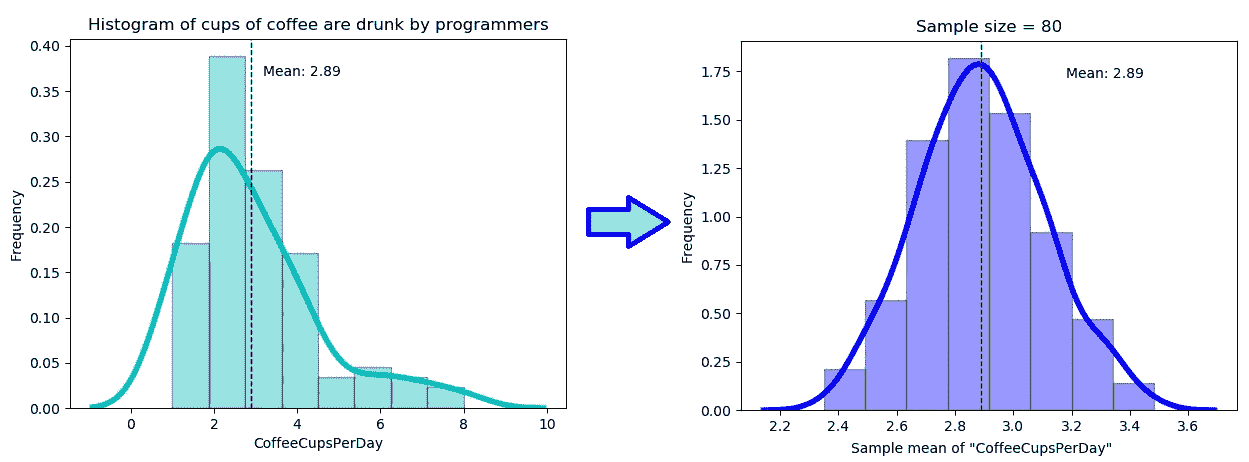 Histogram of cups of coffee are drunk by programmers
0.40
0.35
0.30
0.25
0.20
0.15
0.10
0.05
0.00
Frequency
Mean: 2.89
0 2 4 6 8 10
CoffeeCupsPerDay
Sample size = 80
1.75
1.50
1.25
1.00
0.75
0.50
0.25
0.00
Frequency
Mean: 2.89
2.2 2.4 2.6 2.8 3.0 3.2 3.4 3.6
Sample mean of "CoffeeCupsPerDay"